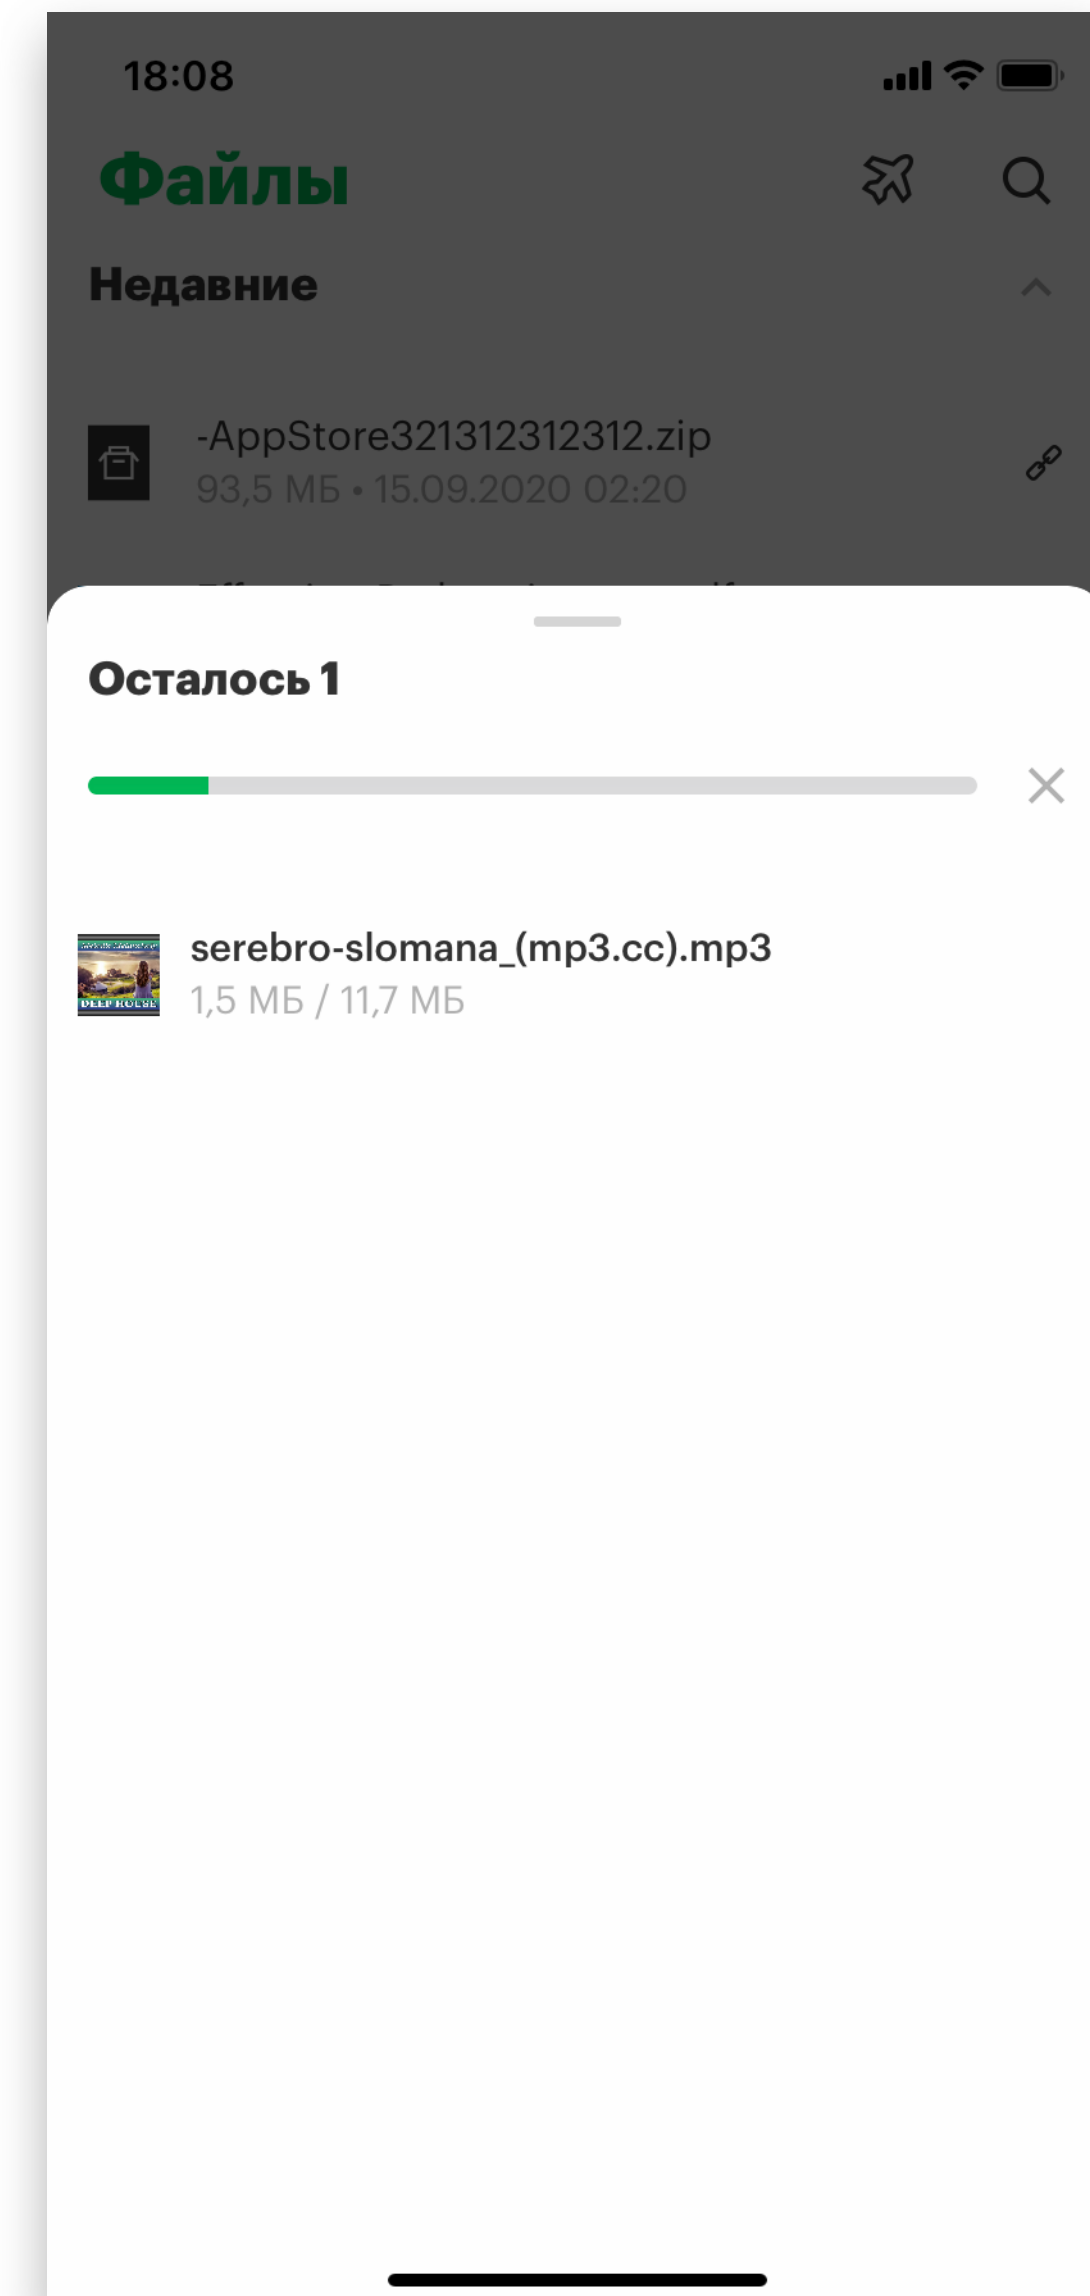 18:08
Файлы
Недавние
-AppStore321312312312.zip
93,5 МБ • 15.09.2020 02:20
Осталось 1
serebro-slomana_(mp3.cc).mp3
1,5 МБ / 11,7 МБ
DEEP HOUSE